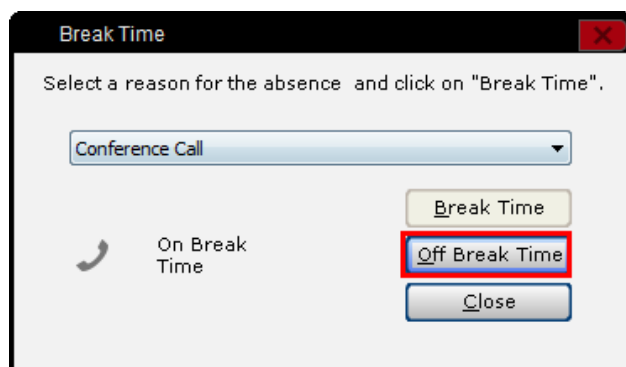 Break Time
Select a reason for the absence and click on "Break Time".
Conference Call
Break Time
On Break
Time
Off Break Time
Close